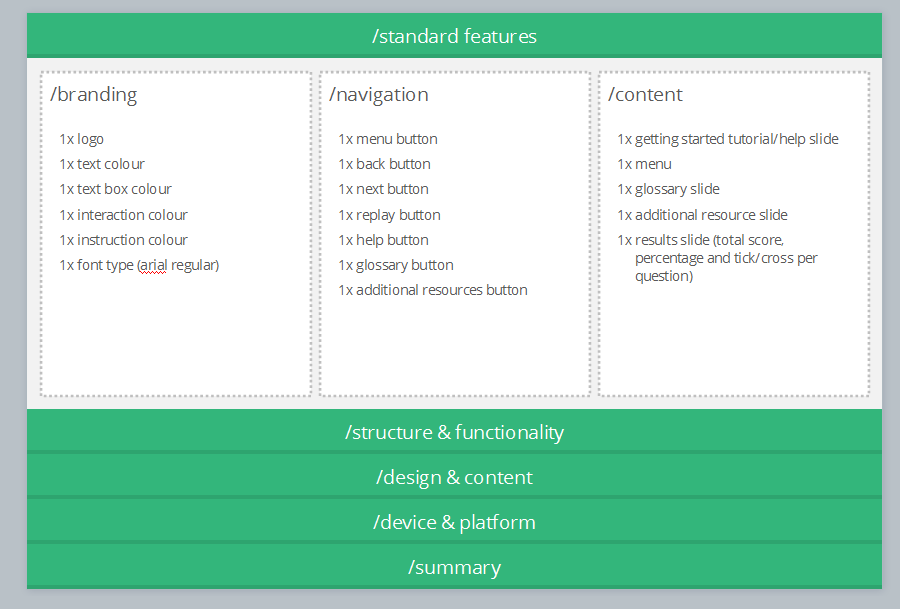 /standard features
/branding
1x logo
1x text colour
1x text box colour
1x interaction colour
1x instruction colour
1x font type (arial regular)
/navigation
1x menu button
1x back button
1x next button
1x replay button
1x help button
1x glossary button
1x additional resources button
/content
1x getting started tutorial/help slide
1x menu
1x glossary slide
1x additional resource slide
1x results slide (total score,
percentage and tick/cross per
question)
/structure & functionality
/design & content
/device & platform
/summary